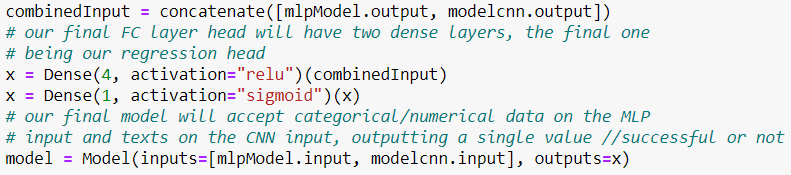 combinedInput = concatenate([mlpModel.output, modelcnn.output])
# our final FC layer head will have two dense layers, the final one
# being our regression head
x = Dense(4, activation="relu")(combinedInput)
x = Dense(1, activation="sigmoid")(x)
# our final model will accept categorical/numerical data on the MLP
# input and texts on the CNN input, outputting a single value //successful or not
model = Model(inputs=[mlpModel.input, modelcnn.input], outputs=x)